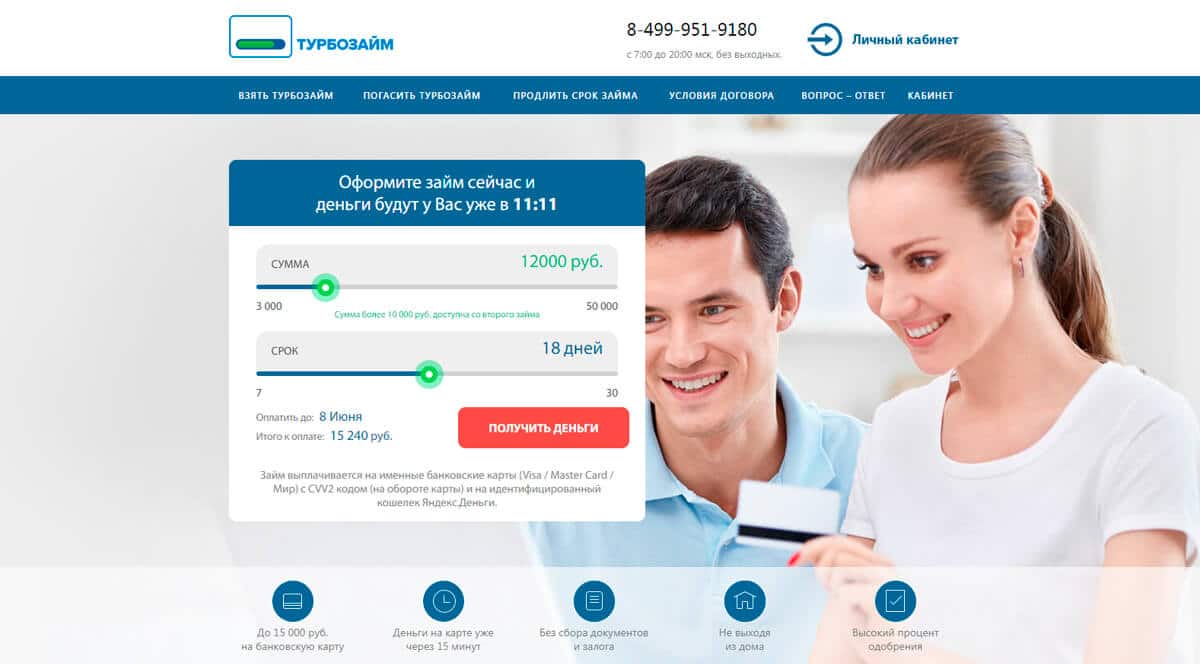 ТУРБОЗАЙМ
8-499-951-9180
с 7:00 до 20:00 мск, без выходных.
Личный кабинет
ВЗЯТЬ ТУРБОЗАЙМ ПОГАСИТЬ ТУРБОЗАЙМ ПРОДЛИТЬ СРОК ЗАЙМА УСЛОВИЯ ДОГОВОРА ВОПРОС – ОТВЕТ КАБИНЕТ
Оформите займ сейчас и
деньги будут у Вас уже в 11:11
СУММА 12000 руб.
3 000 50 000
Сумма более 10 000 руб. доступна со второго займа
СРОК 18 дней
7 30
Оплатить до: 8 Июня
Итого к оплате: 15 240 руб.
ПОЛУЧИТЬ ДЕНЬГИ
Займ выплачивается на именные банковские карты (Visa / Master Card /
Мир) с CVV2 кодом (на обороте карты) и на идентифицированный
кошелек Яндекс.Деньги.
До 15 000 руб.
на банковскую карту
Деньги на карте уже
через 15 минут
Без сбора документов
и залога
Не выходя
из дома
Высокий процент
одобрения